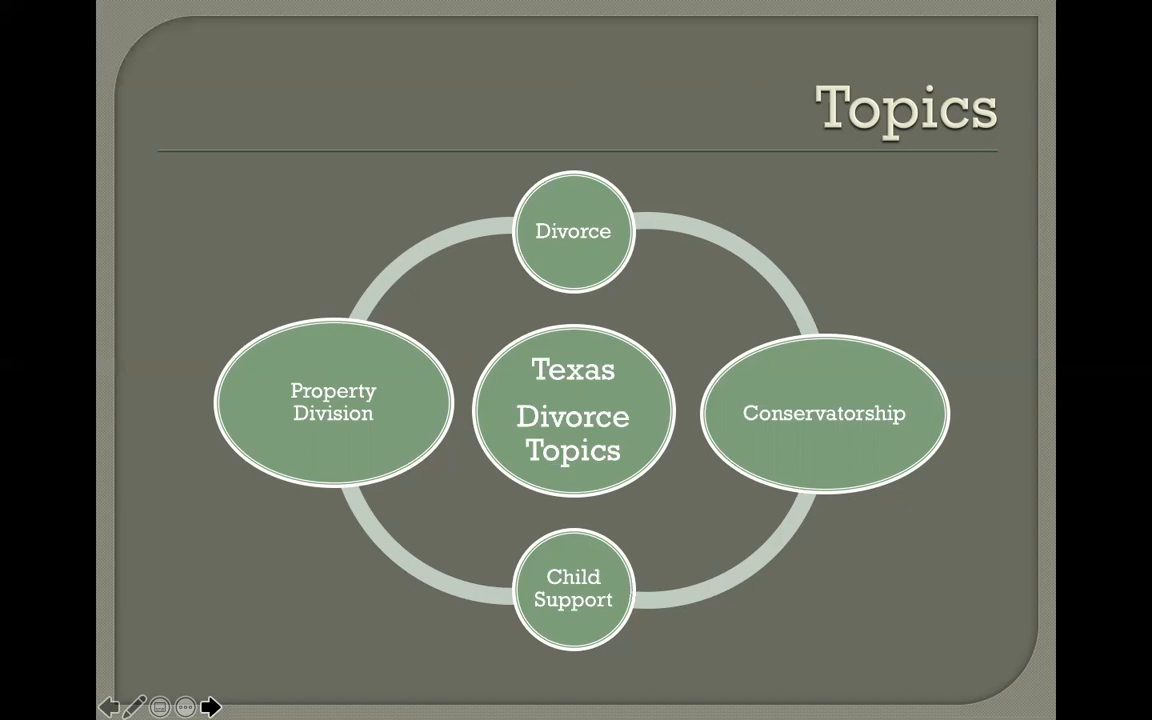 Topics
Divorce
Property
Division
Texas
Divorce
Topics
Conservatorship
Child
Support